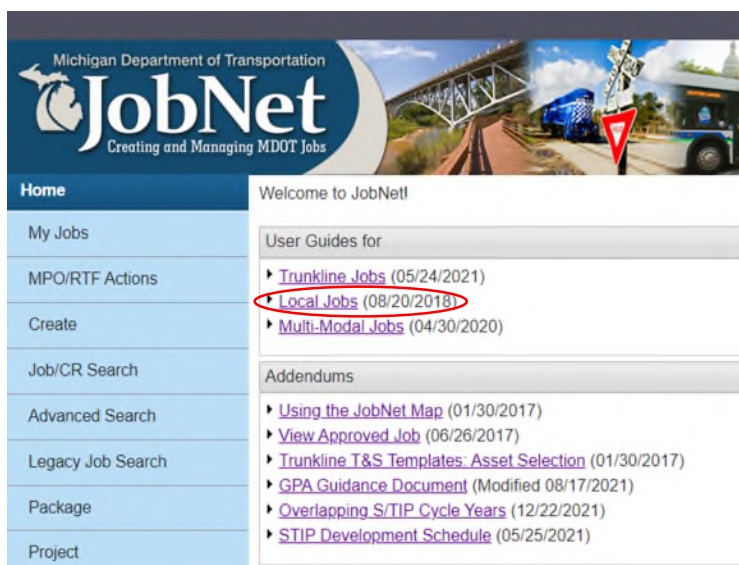 Michigan Department of Transportation
JobNet
Creating and Managing MDOT Jobs
Home
My Jobs
MPO/RTF Actions
Create
Job/CR Search
Advanced Search
Legacy Job Search
Package
Project
Welcome to JobNet!
User Guides for
Trunkline Jobs (05/24/2021)
Local Jobs (08/20/2018)
Multi-Modal Jobs (04/30/2020)
Addendums
Using the JobNet Map (01/30/2017)
View Approved Job (06/26/2017)
Trunkline T&S Templates: Asset Selection (01/30/2017)
GPA Guidance Document (Modified 08/17/2021)
Overlapping S/TIP Cycle Years (12/22/2021)
STIP Development Schedule (05/25/2021)